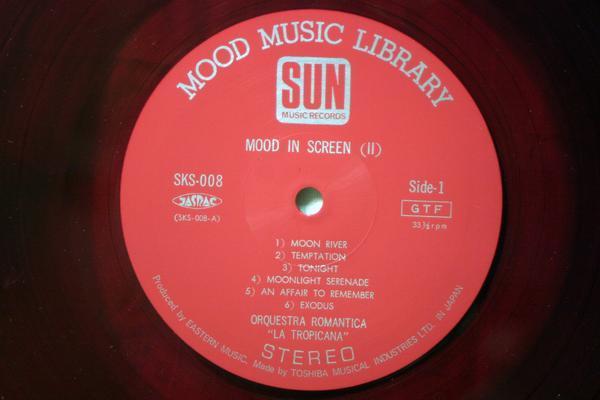 MOOD MUSIC LIBRARY
SUN
MUSIC RECORDS
MOOD IN SCREEN (II)
SKS-008
JASRAC
(SKS-008-A)
Side-1
GTF
33⅓rpm
1) MOON RIVER
2) TEMPTATION
3) TONIGHT
4) MOONLIGHT SERENADE
5) AN AFFAIR TO REMEMBER
6) EXODUS
ORQUESTRA ROMANTICA
"LA TROPICANA"
STEREO
Produced by EASTERN MUSIC. Made by TOSHIBA MUSICAL INDUSTRIES LTD. IN JAPAN